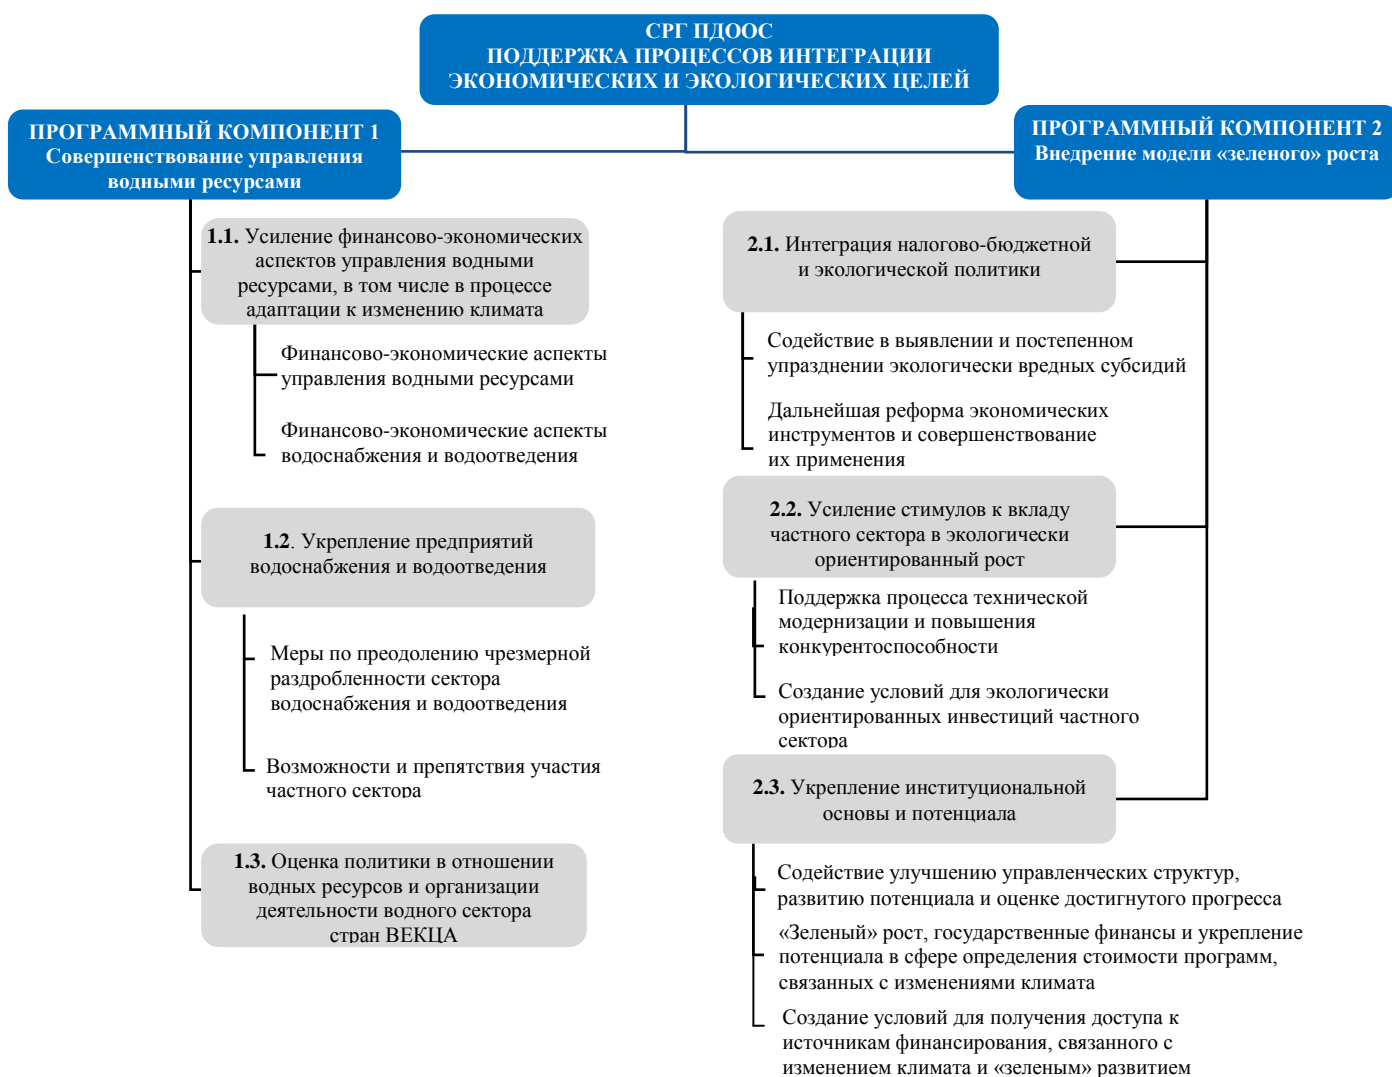 СРГ ПДООС
ПОДДЕРЖКА ПРОЦЕССОВ ИНТЕГРАЦИИ
ЭКОНОМИЧЕСКИХ И ЭКОЛОГИЧЕСКИХ ЦЕЛЕЙ
ПРОГРАММНЫЙ КОМПОНЕНТ 1
Совершенствование управления
водными ресурсами
1.1. Усиление финансово-экономических
аспектов управления водными
ресурсами, в том числе в процессе
адаптации к изменению климата
Финансово-экономические аспекты
управления водными ресурсами
Финансово-экономические аспекты
водоснабжения и водоотведения
1.2. Укрепление предприятий
водоснабжения и водоотведения
Меры по преодолению чрезмерной
раздробленности сектора
водоснабжения и водоотведения
Возможности и препятствия участия
частного сектора
1.3. Оценка политики в отношении
водных ресурсов и организации
деятельности водного сектора
стран ВЕКЦА
ПРОГРАММНЫЙ КОМПОНЕНТ 2
Внедрение модели «зеленого» роста
2.1. Интеграция налогово-бюджетной
и экологической политики
Содействие в выявлении и постепенном
упразднении экологически вредных субсидий
Дальнейшая реформа экономических
инструментов и совершенствование
их применения
2.2. Усиление стимулов к вкладу
частного сектора в экологически
ориентированный рост
Поддержка процесса технической
модернизации и повышения
конкурентоспособности
Создание условий для экологически
ориентированных инвестиций частного
сектора
2.3. Укрепление институциональной
основы и потенциала
Содействие улучшению управленческих структур,
развитию потенциала и оценке достигнутого прогресса
«Зеленый» рост, государственные финансы и укрепление
потенциала в сфере определения стоимости программ,
связанных с изменениями климата
Создание условий для получения доступа к
источникам финансирования, связанного с
изменением климата и «зеленым» развитием